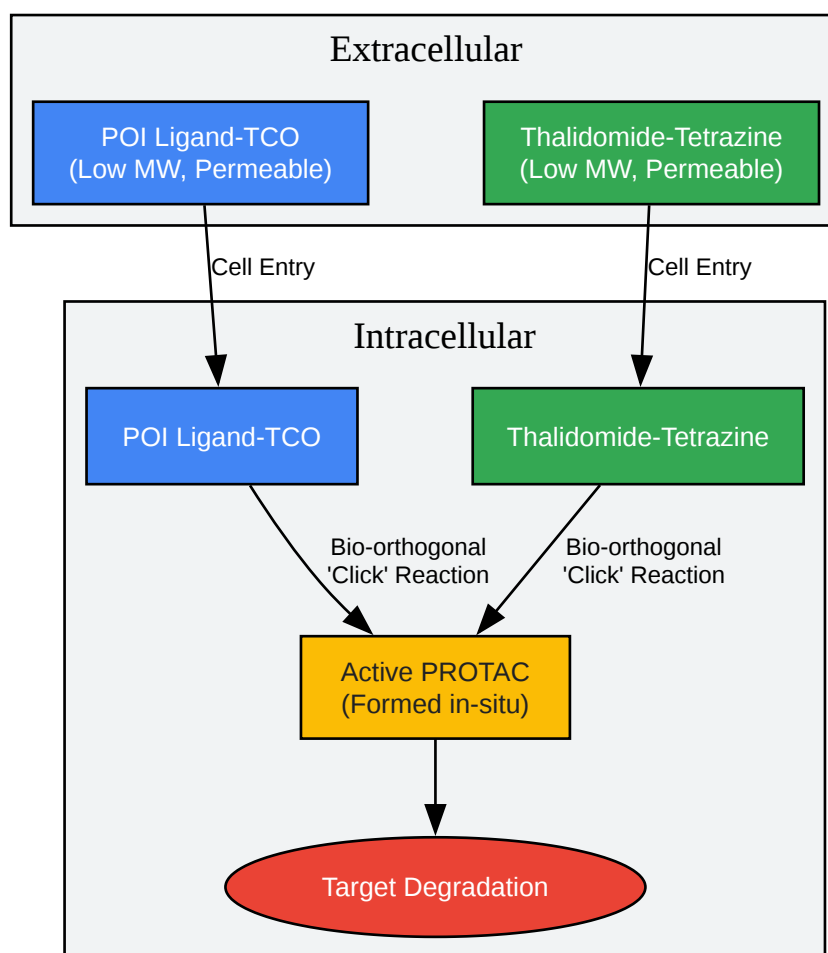 Extracellular
POI Ligand-TCO
(Low MW, Permeable)
Thalidomide-Tetrazine
(Low MW, Permeable)
Cell Entry
Cell Entry
Intracellular
POI Ligand-TCO
Thalidomide-Tetrazine
Bio-orthogonal
'Click' Reaction
Bio-orthogonal
'Click' Reaction
Active PROTAC
(Formed in-situ)
Target Degradation